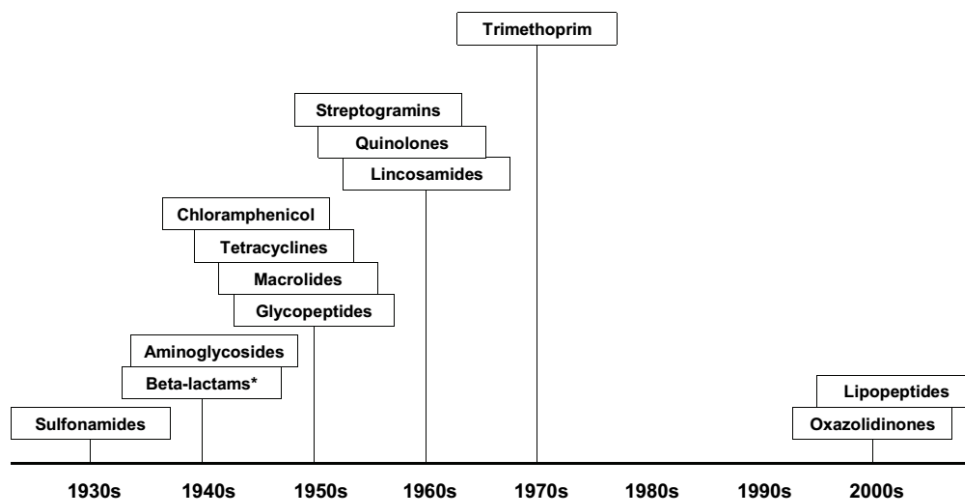 Trimethoprim
Streptogramins
Quinolones
Lincosamides
Chloramphenicol
Tetracyclines
Macrolides
Glycopeptides
Aminoglycosides
Beta-lactams*
Lipopeptides
Sulfonamides
Oxazolidinones
1930s 1940s 1950s 1960s 1970s 1980s 1990s 2000s